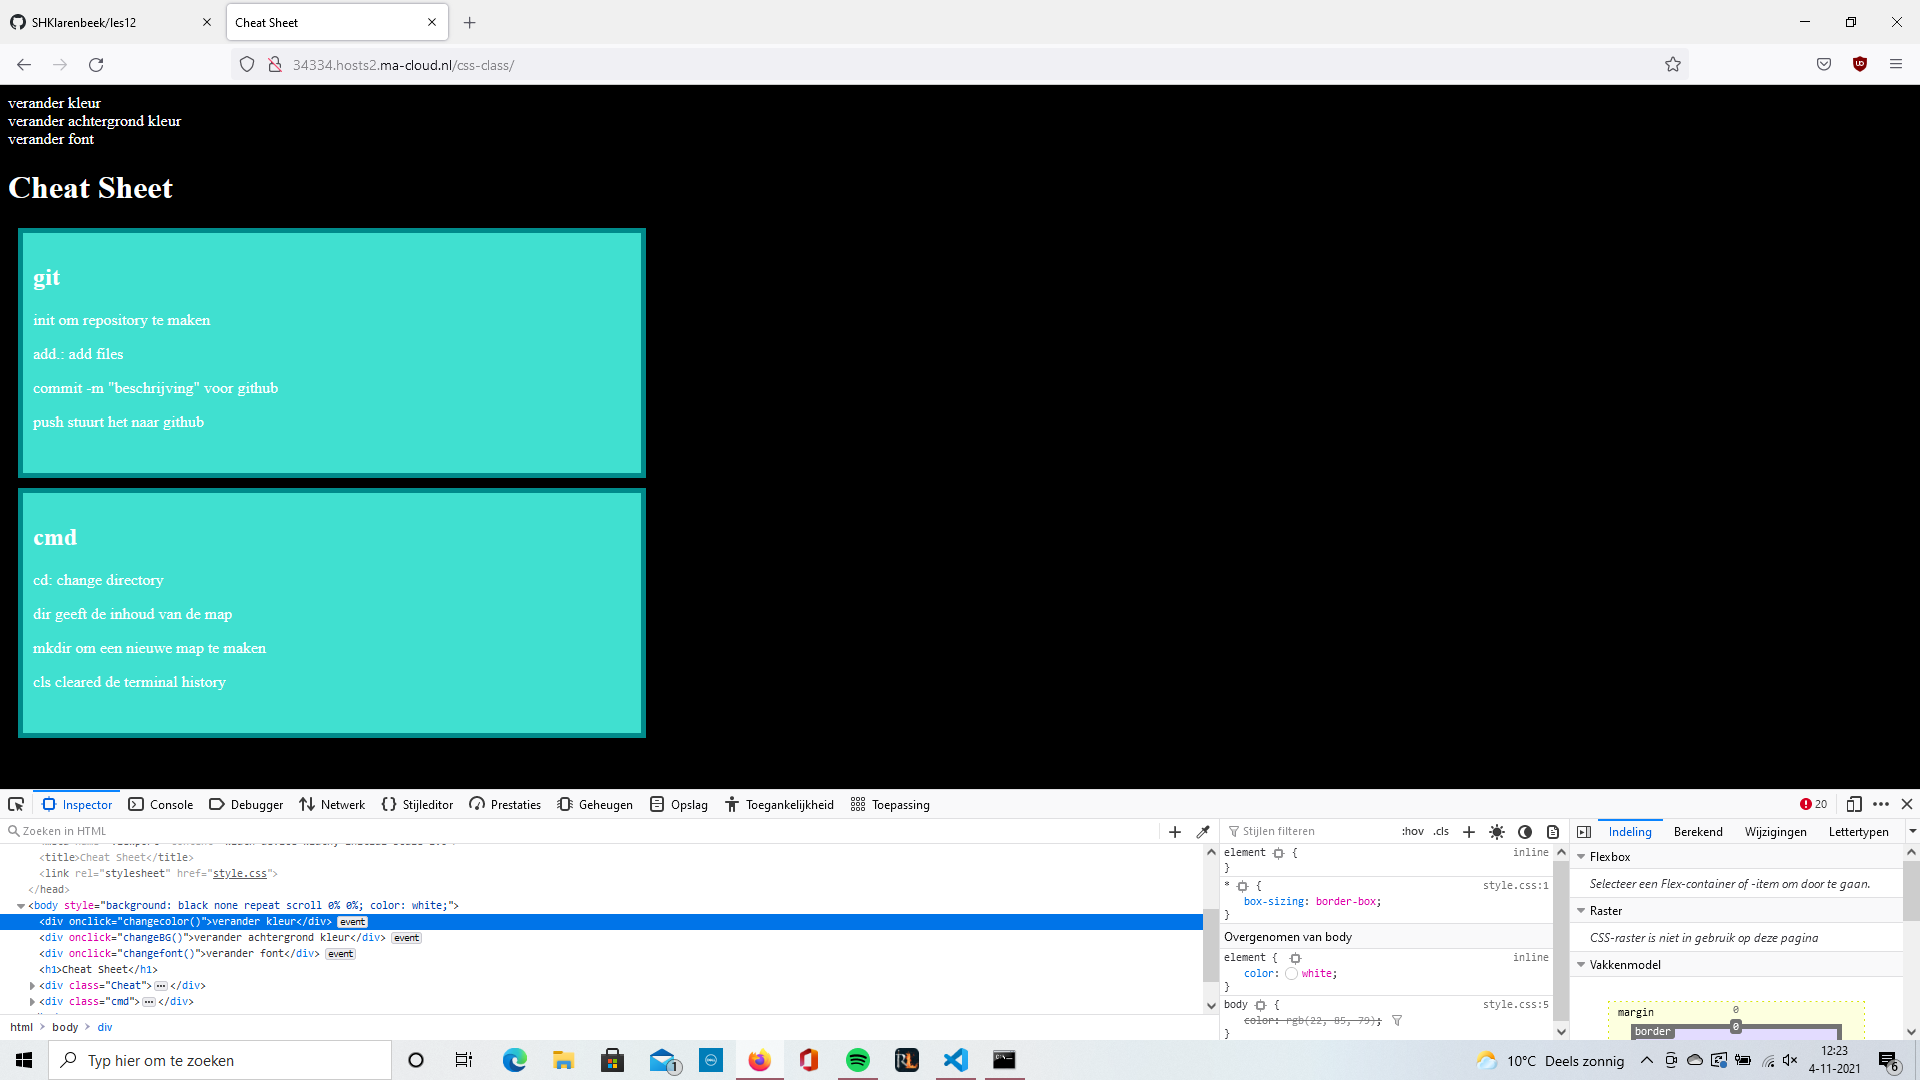 SHKlarenbeek/les12
Cheat Sheet
34334.hosts2.ma-cloud.nl/css-class/
verander kleur
verander achtergrond kleur
verander font
Cheat Sheet
git
init om repository te maken
add.: add files
commit -m "beschrijving" voor github
push stuurt het naar github
cmd
cd: change directory
dir geeft de inhoud van de map
mkdir om een nieuwe map te maken
cls cleared de terminal history
Inspector Console Debugger Netwerk Stijleditor Prestaties Geheugen Opslag Toegankelijkheid Toepassing 20
Zoeken in HTML
<title>Cheat Sheet</title>
<link rel="stylesheet" href="style.css">
</head>
<body style="background: black none repeat scroll 0% 0%; color: white;">
<div onclick="changecolor()">verander kleur</div> event
<div onclick="changeBG()">verander achtergrond kleur</div> event
<div onclick="changefont()">verander font</div> event
<h1>Cheat Sheet</h1>
<div class="Cheat"> </div>
<div class="cmd"> </div>
html > body > div
Stijlen filteren :hov .cls
element { inline
}
* { style.css:1
box-sizing: border-box;
}
Overgenomen van body
element { inline
color: white;
}
body { style.css:5
color: rgb(22, 85, 79);
}
Indeling Berekend Wijzigingen Lettertypen
Flexbox
Selecteer een Flex-container of -item om door te gaan.
Raster
CSS-raster is niet in gebruik op deze pagina
Vakkenmodel
margin 0
border 0
Typ hier om te zoeken
1
10°C Deels zonnig
12:23
4-11-2021
6